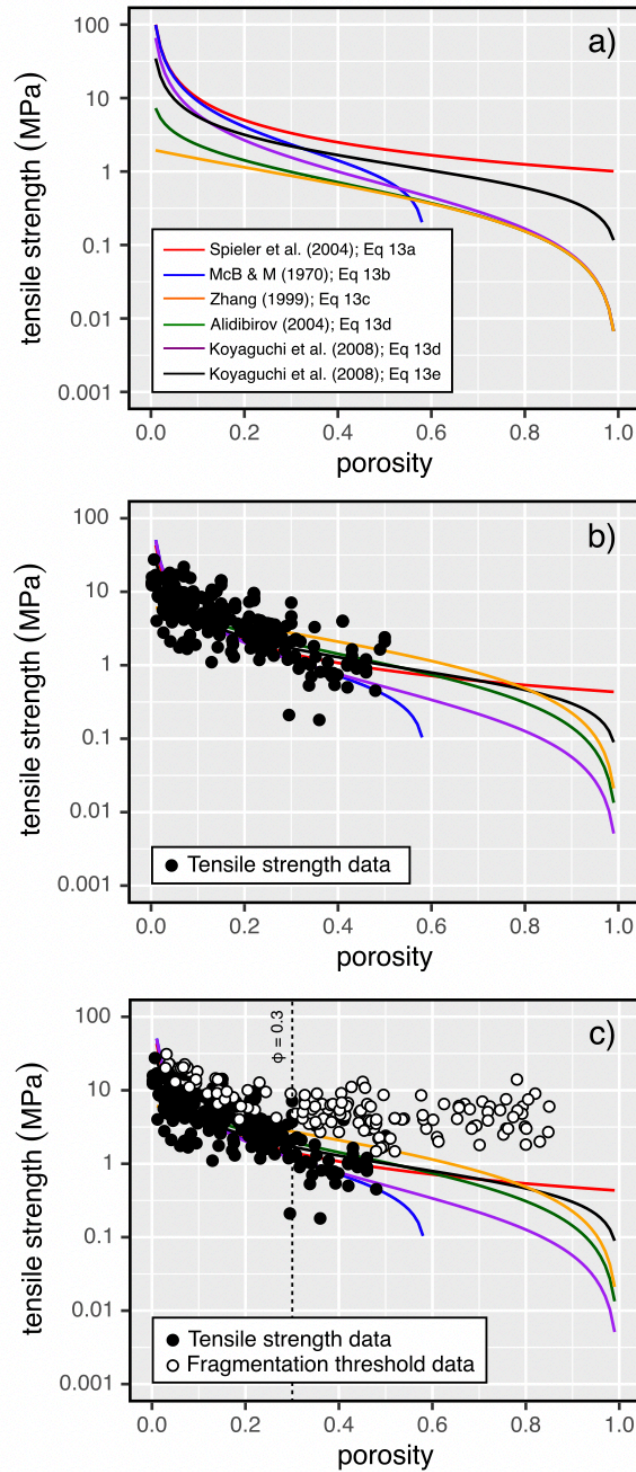 a)
tensile strength (MPa)
100
10
1
0.1
0.01
0.001
Spieler et al. (2004); Eq 13a
McB & M (1970); Eq 13b
Zhang (1999); Eq 13c
Alidibirov (2004); Eq 13d
Koyaguchi et al. (2008); Eq 13d
Koyaguchi et al. (2008); Eq 13e
0.0 0.2 0.4 0.6 0.8 1.0
porosity
b)
tensile strength (MPa)
100
10
1
0.1
0.01
0.001
Tensile strength data
0.0 0.2 0.4 0.6 0.8 1.0
porosity
c)
tensile strength (MPa)
100
10
1
0.1
0.01
0.001
ϕ = 0.3
Tensile strength data
Fragmentation threshold data
0.0 0.2 0.4 0.6 0.8 1.0
porosity